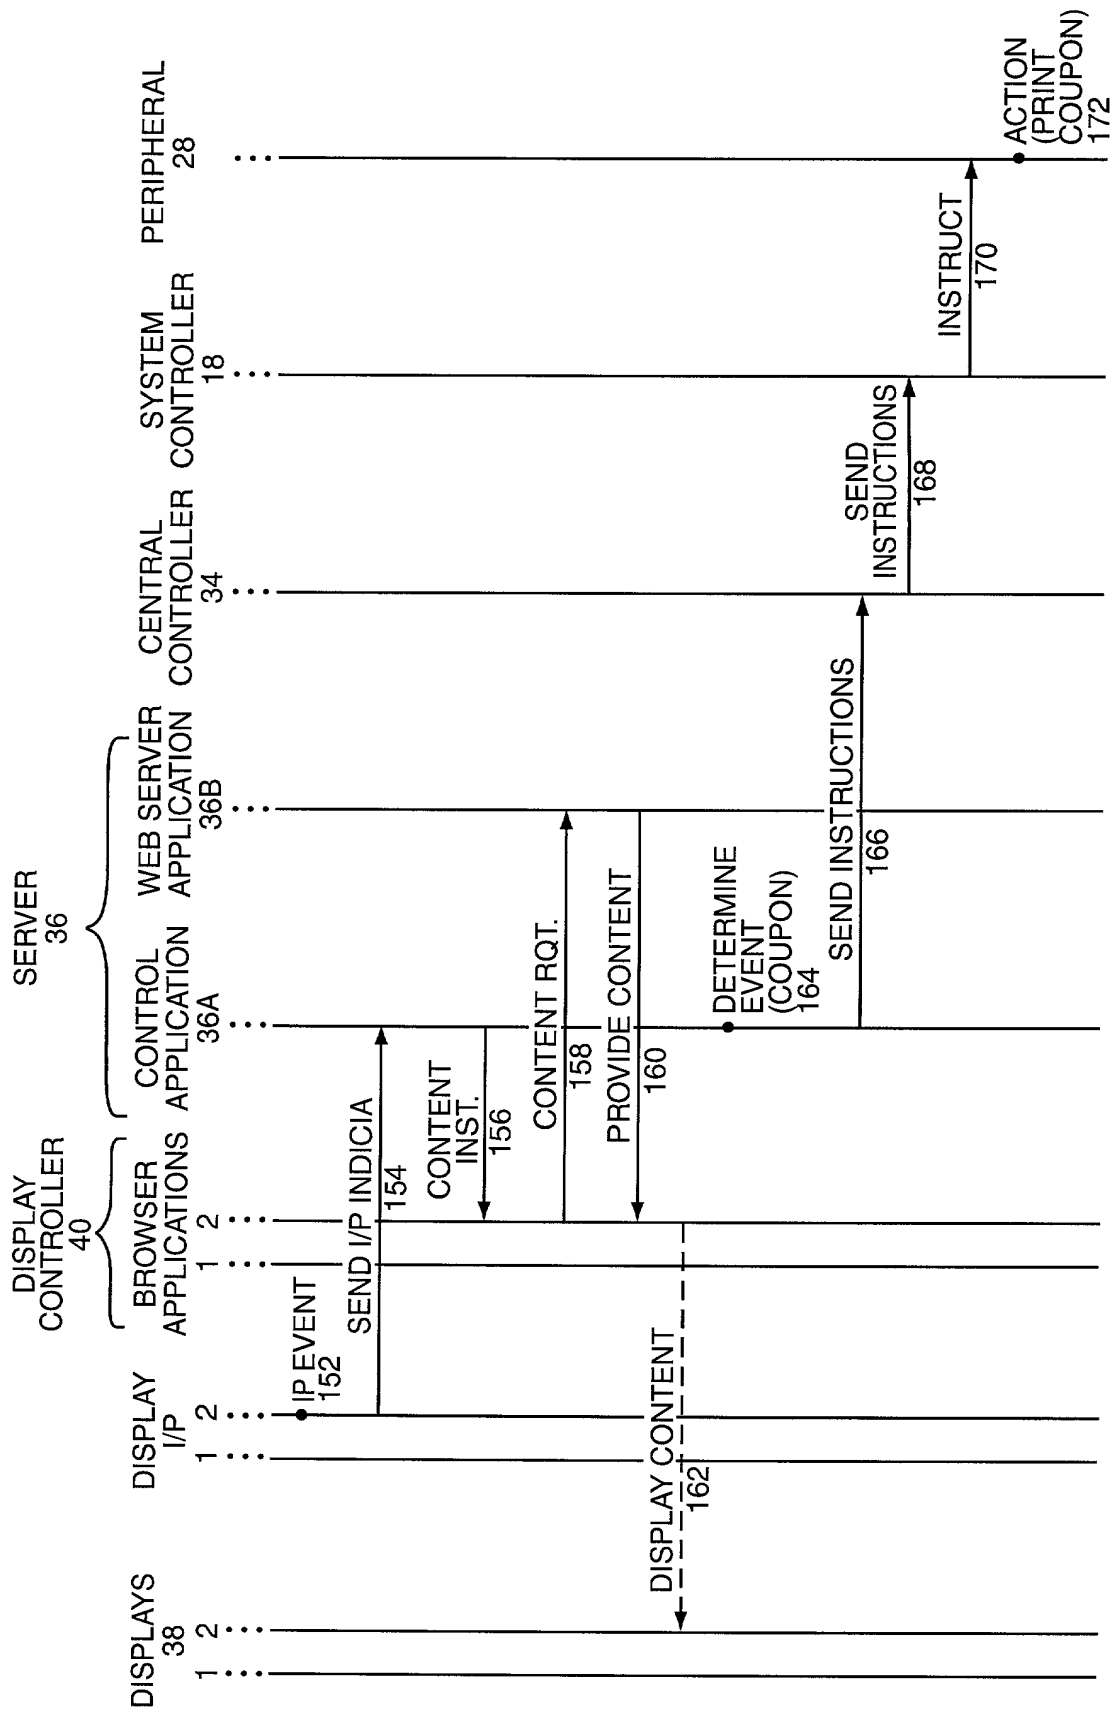 DISPLAYS
38
1
2
DISPLAY
I/P
1
2
DISPLAY
CONTROLLER
40
BROWSER
APPLICATIONS
1
2
SERVER
36
CONTROL
APPLICATION
36A
WEB SERVER
APPLICATION
36B
CENTRAL
CONTROLLER
34
SYSTEM
CONTROLLER
18
PERIPHERAL
28
IP EVENT
152
SEND I/P INDICIA
154
CONTENT
INST.
156
CONTENT RQT.
158
PROVIDE CONTENT
160
DISPLAY CONTENT
162
DETERMINE
EVENT
(COUPON)
164
SEND INSTRUCTIONS
166
SEND
INSTRUCTIONS
168
INSTRUCT
170
ACTION
(PRINT
COUPON)
172